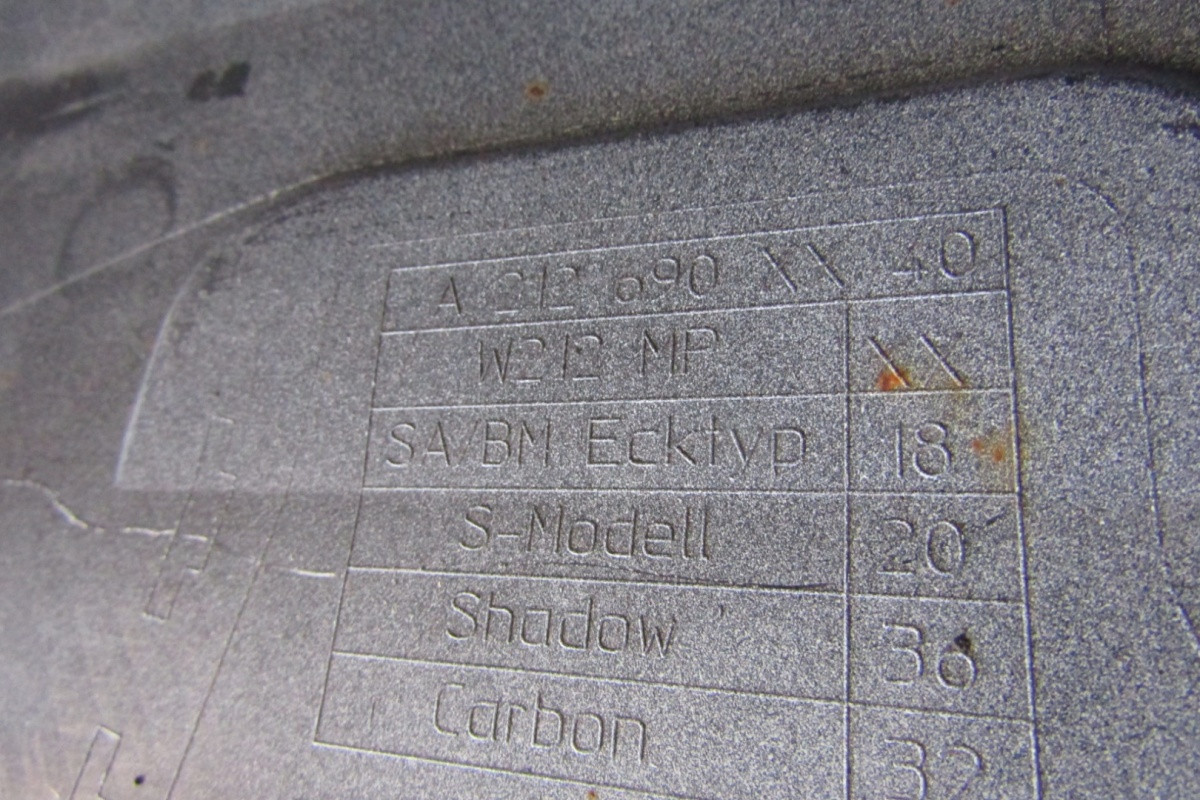 A 212 690 XX 40
W212 MP XX
SA/BM Ecktyp 18
S-Modell 20
Shadow 36
Carbon 32